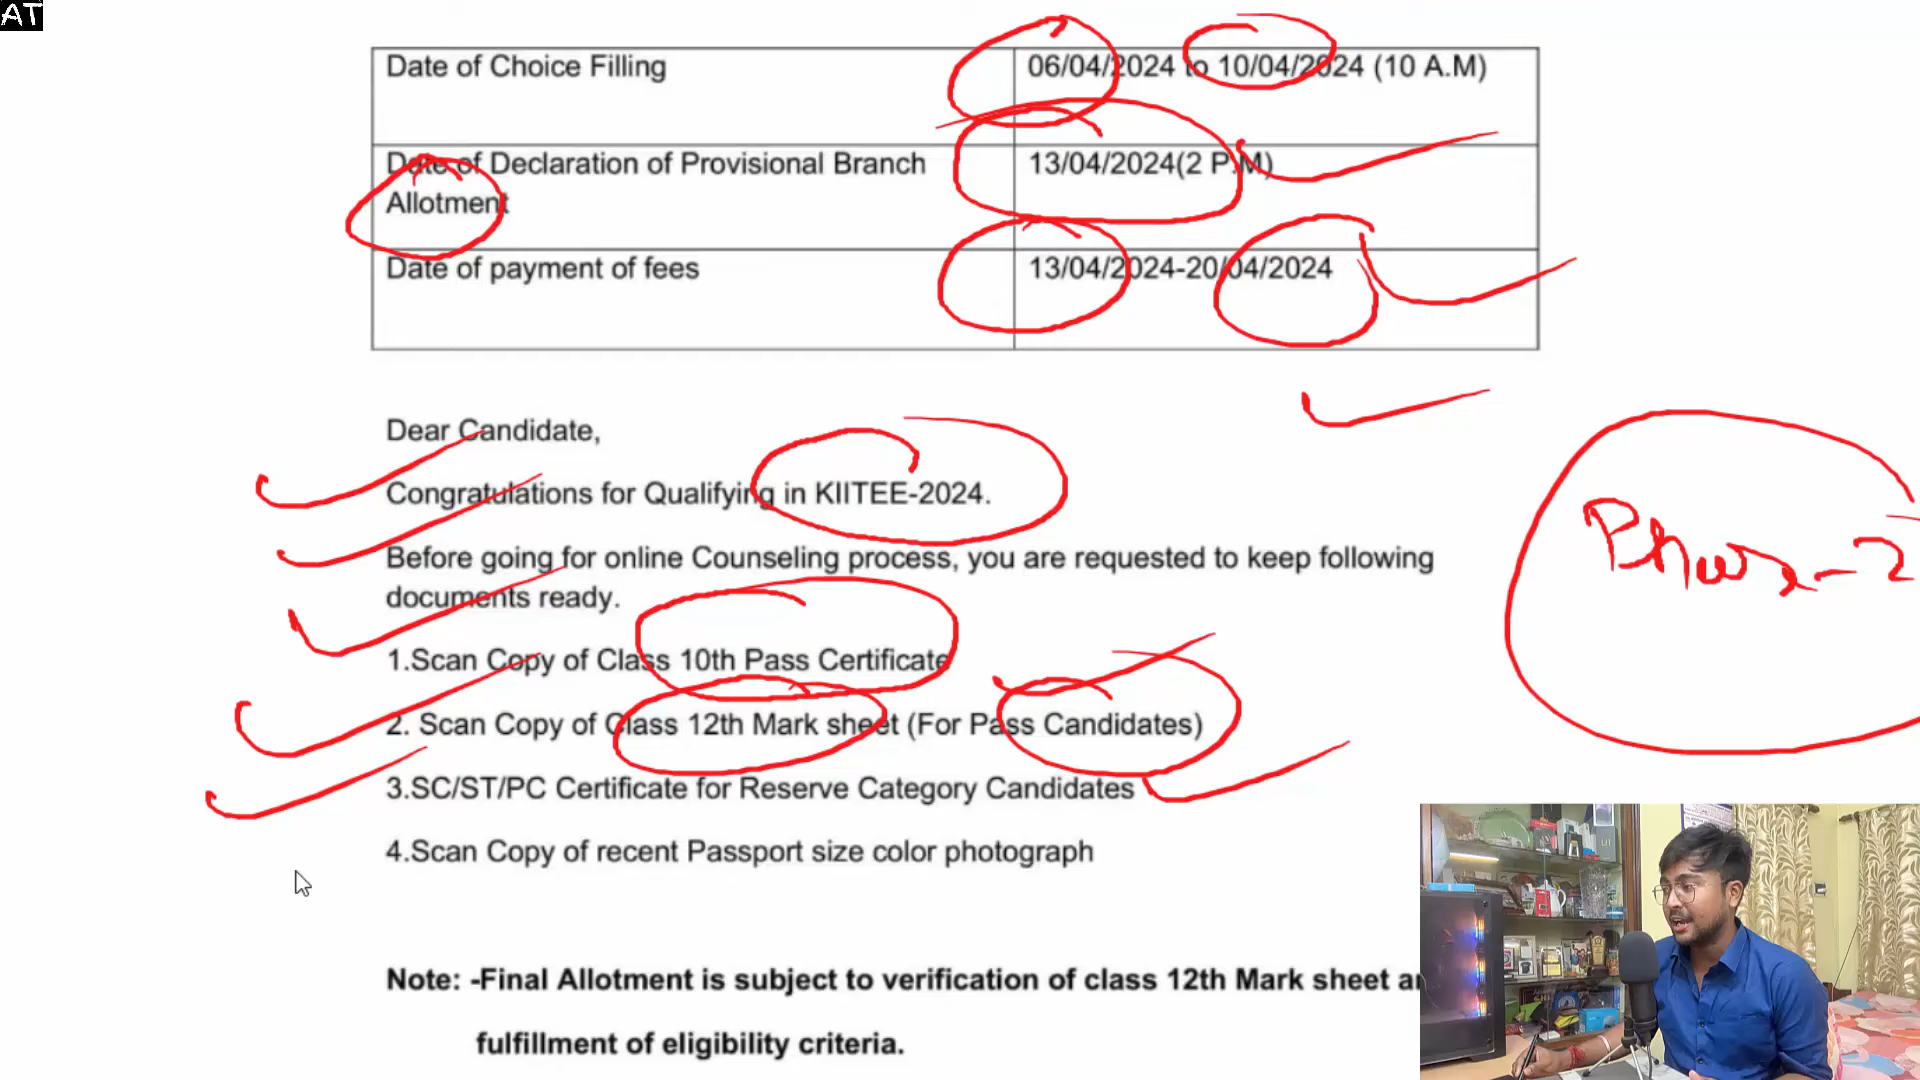 AT
Date of Choice Filling 06/04/2024 to 10/04/2024 (10 A.M)
Date of Declaration of Provisional Branch 13/04/2024(2 P.M)
Allotment
Date of payment of fees 13/04/2024-20/04/2024
Dear Candidate,
Congratulations for Qualifying in KIITEE-2024.
Before going for online Counseling process, you are requested to keep following
documents ready.
Phase-2
1.Scan Copy of Class 10th Pass Certificate
2. Scan Copy of Class 12th Mark sheet (For Pass Candidates)
3.SC/ST/PC Certificate for Reserve Category Candidates
4.Scan Copy of recent Passport size color photograph
Note: -Final Allotment is subject to verification of class 12th Mark sheet
fulfillment of eligibility criteria.